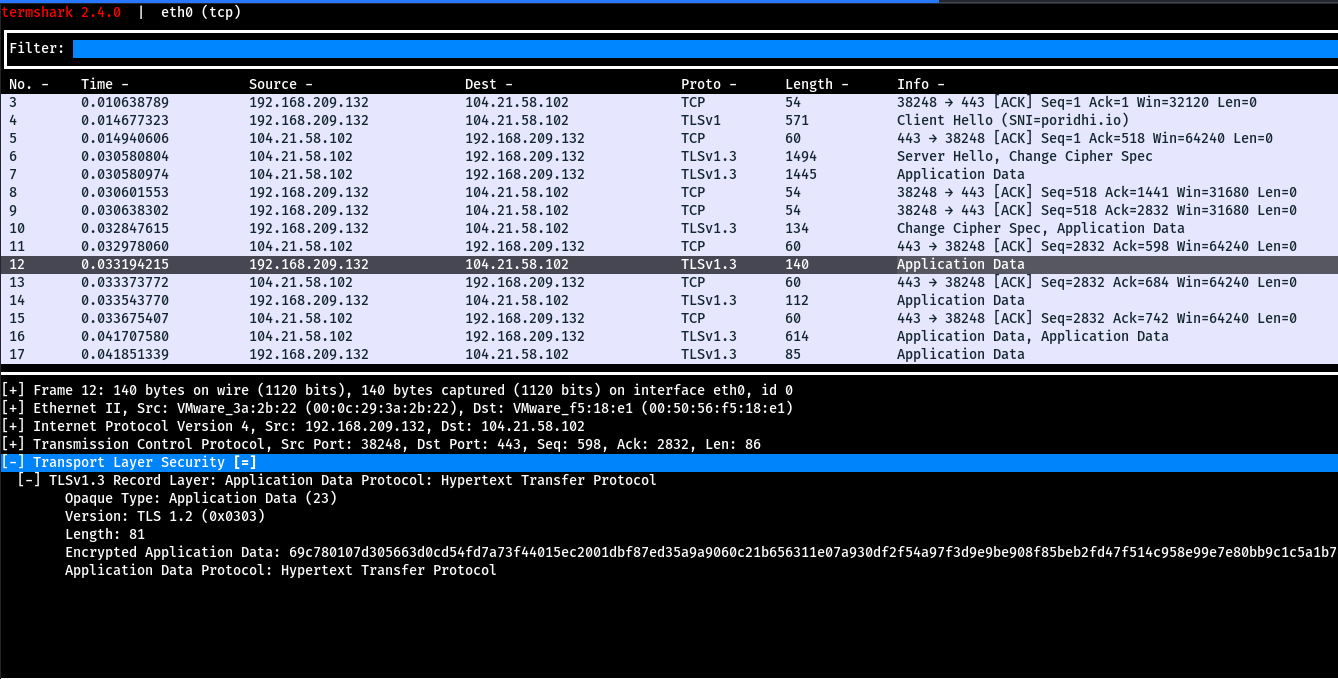 termshark 2.4.0 | eth0 (tcp)
Filter:
No. - Time - Source - Dest - Proto - Length - Info -
3 0.010638789 192.168.209.132 104.21.58.102 TCP 54 38248 → 443 [ACK] Seq=1 Ack=1 Win=32120 Len=0
4 0.014677323 192.168.209.132 104.21.58.102 TLSv1 571 Client Hello (SNI=poridhi.io)
5 0.014940606 104.21.58.102 192.168.209.132 TCP 60 443 → 38248 [ACK] Seq=1 Ack=518 Win=64240 Len=0
6 0.030580804 104.21.58.102 192.168.209.132 TLSv1.3 1494 Server Hello, Change Cipher Spec
7 0.030580974 104.21.58.102 192.168.209.132 TLSv1.3 1445 Application Data
8 0.030601553 192.168.209.132 104.21.58.102 TCP 54 38248 → 443 [ACK] Seq=518 Ack=1441 Win=31680 Len=0
9 0.030638302 192.168.209.132 104.21.58.102 TCP 54 38248 → 443 [ACK] Seq=518 Ack=2832 Win=31680 Len=0
10 0.032847615 192.168.209.132 104.21.58.102 TLSv1.3 134 Change Cipher Spec, Application Data
11 0.032978060 104.21.58.102 192.168.209.132 TCP 60 443 → 38248 [ACK] Seq=2832 Ack=598 Win=64240 Len=0
12 0.033194215 192.168.209.132 104.21.58.102 TLSv1.3 140 Application Data
13 0.033373772 104.21.58.102 192.168.209.132 TCP 60 443 → 38248 [ACK] Seq=2832 Ack=684 Win=64240 Len=0
14 0.033543770 192.168.209.132 104.21.58.102 TLSv1.3 112 Application Data
15 0.033675407 104.21.58.102 192.168.209.132 TCP 60 443 → 38248 [ACK] Seq=2832 Ack=742 Win=64240 Len=0
16 0.041707580 104.21.58.102 192.168.209.132 TLSv1.3 614 Application Data, Application Data
17 0.041851339 192.168.209.132 104.21.58.102 TLSv1.3 85 Application Data
[+] Frame 12: 140 bytes on wire (1120 bits), 140 bytes captured (1120 bits) on interface eth0, id 0
[+] Ethernet II, Src: VMware_3a:2b:22 (00:0c:29:3a:2b:22), Dst: VMware_f5:18:e1 (00:50:56:f5:18:e1)
[+] Internet Protocol Version 4, Src: 192.168.209.132, Dst: 104.21.58.102
[+] Transmission Control Protocol, Src Port: 38248, Dst Port: 443, Seq: 598, Ack: 2832, Len: 86
[-] Transport Layer Security [=]
[-] TLSv1.3 Record Layer: Application Data Protocol: Hypertext Transfer Protocol
Opaque Type: Application Data (23)
Version: TLS 1.2 (0x0303)
Length: 81
Encrypted Application Data: 69c780107d305663d0cd54fd7a73f44015ec2001dbf87ed35a9a9060c21b656311e07a930df2f54a97f3d9e9be908f85beb2fd47f514c958e99e7e80bb9c1c5a1b7
Application Data Protocol: Hypertext Transfer Protocol